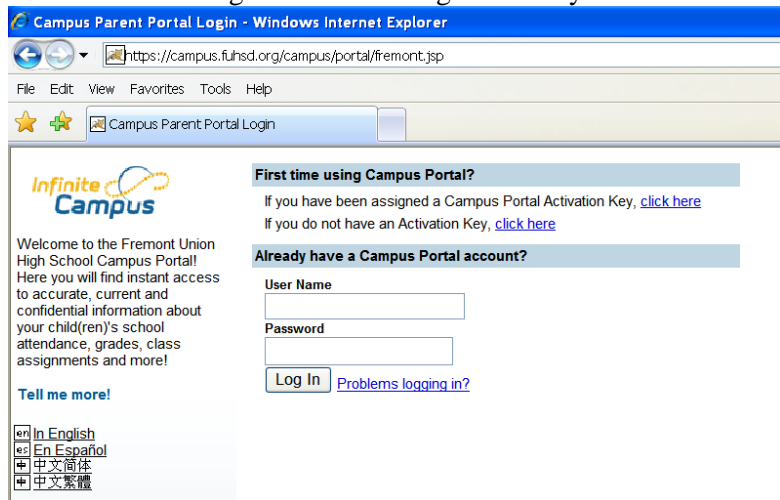 Campus Parent Portal Login - Windows Internet Explorer
https://campus.fuhsd.org/campus/portal/fremont.jsp
File Edit View Favorites Tools Help
Campus Parent Portal Login
Infinite
Campus
Welcome to the Fremont Union
High School Campus Portal!
Here you will find instant access
to accurate, current and
confidential information about
your child(ren)'s school
attendance, grades, class
assignments and more!
Tell me more!
en In English
es En Español
中 中文简体
中 中文繁體
First time using Campus Portal?
If you have been assigned a Campus Portal Activation Key, click here
If you do not have an Activation Key, click here
Already have a Campus Portal account?
User Name
Password
Log In Problems logging in?